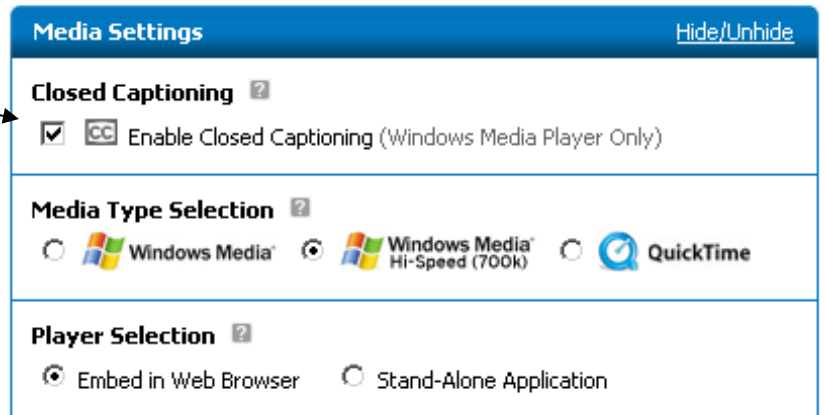 Media Settings Hide/Unhide
Closed Captioning ?
CC Enable Closed Captioning (Windows Media Player Only)
Media Type Selection ?
Windows Media Windows Media QuickTime
Hi-Speed (700k)
Player Selection ?
Embed in Web Browser Stand-Alone Application